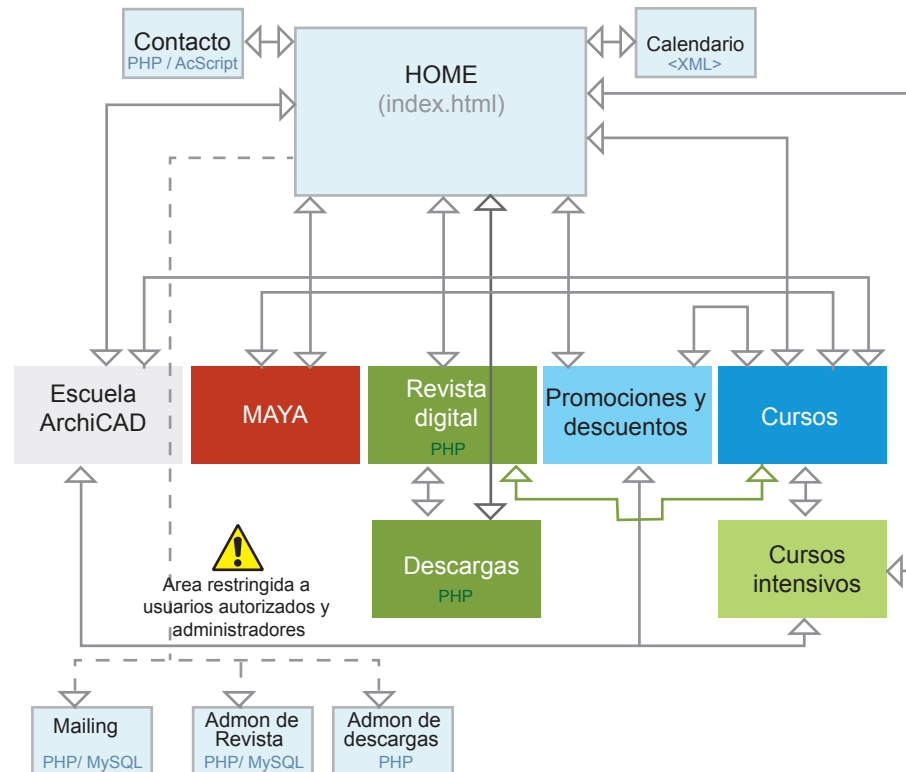 Contacto
PHP / AcScript
HOME
(index.html)
Calendario
<XML>
Escuela
ArchiCAD
MAYA
Revista
digital
PHP
Promociones y
descuentos
Cursos
Descargas
PHP
Cursos
intensivos
Area restringida a
usuarios autorizados y
administradores
Mailing
PHP/ MySQL
Admon de
Revista
PHP/ MySQL
Admon de
descargas
PHP